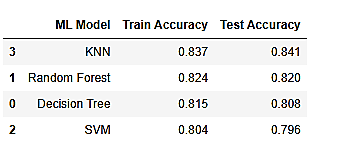 ML Model Train Accuracy Test Accuracy
3 KNN 0.837 0.841
1 Random Forest 0.824 0.820
0 Decision Tree 0.815 0.808
2 SVM 0.804 0.796